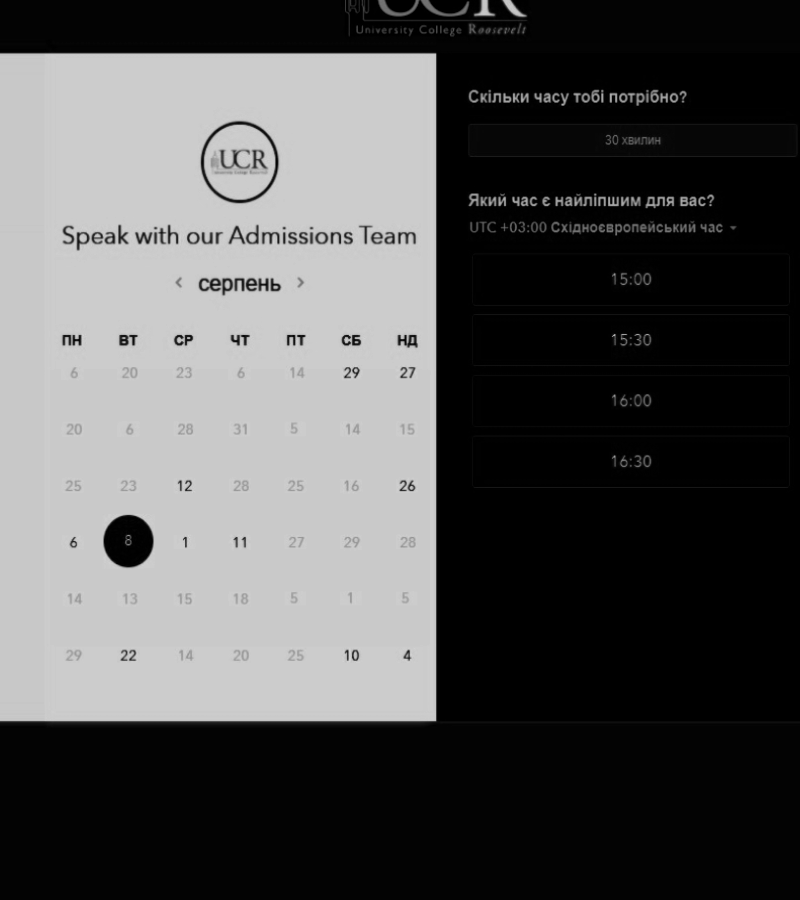 UCR
University College Roosevelt
UCR
Speak with our Admissions Team
< серпень >
ПН ВТ СР ЧТ ПТ СБ НД
6 20 23 6 14 29 27
20 6 28 31 5 14 15
25 23 12 28 25 16 26
6 8 1 11 27 29 28
14 13 15 18 5 1 5
29 22 14 20 25 10 4
Скільки часу тобі потрібно?
30 хвилин
Який час є найліпшим для вас?
UTC +03:00 Східноєвропейський час
15:00
15:30
16:00
16:30